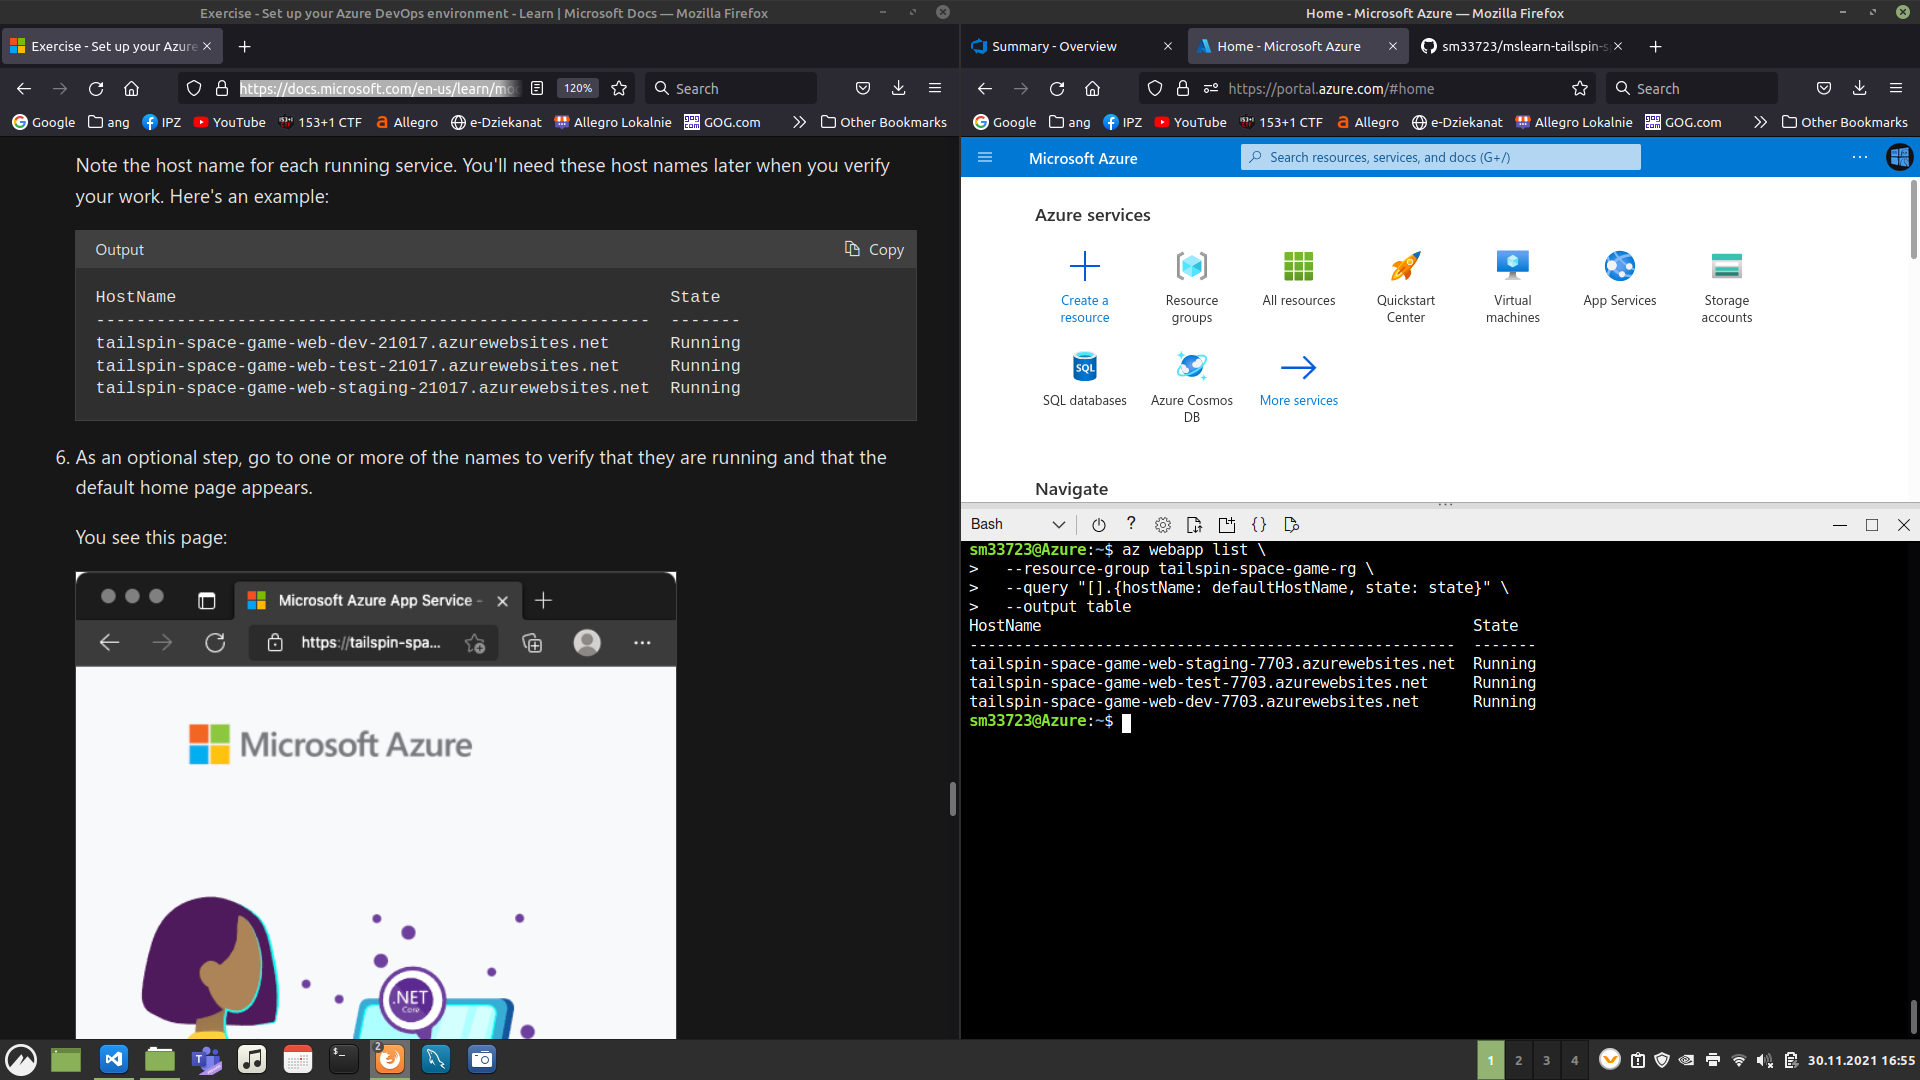 Exercise - Set up your Azure DevOps environment - Learn | Microsoft Docs — Mozilla Firefox
Exercise - Set up your Azure
https://docs.microsoft.com/en-us/learn/mo
120%
Search
Google
ang
IPZ
YouTube
153+1 CTF
Allegro
e-Dziekanat
Allegro Lokalnie
GOG.com
Other Bookmarks
Note the host name for each running service. You'll need these host names later when you verify
your work. Here's an example:
Output
Copy
HostName State
------------------------------------------------------- -------
tailspin-space-game-web-dev-21017.azurewebsites.net Running
tailspin-space-game-web-test-21017.azurewebsites.net Running
tailspin-space-game-web-staging-21017.azurewebsites.net Running
6. As an optional step, go to one or more of the names to verify that they are running and that the
default home page appears.
You see this page:
Microsoft Azure App Service -
https://tailspin-spa...
Microsoft Azure
.NET
Core
Home - Microsoft Azure — Mozilla Firefox
Summary - Overview
Home - Microsoft Azure
sm33723/mslearn-tailspin-s
https://portal.azure.com/#home
Search
Google
ang
IPZ
YouTube
153+1 CTF
Allegro
e-Dziekanat
Allegro Lokalnie
GOG.com
Other Bookmarks
Microsoft Azure
Search resources, services, and docs (G+/)
Azure services
Create a
resource
Resource
groups
All resources
Quickstart
Center
Virtual
machines
App Services
Storage
accounts
SQL
SQL databases
Azure Cosmos
DB
More services
Navigate
Bash
sm33723@Azure:~$ az webapp list \
> --resource-group tailspin-space-game-rg \
> --query "[].{hostName: defaultHostName, state: state}" \
> --output table
HostName State
------------------------------------------------------ -------
tailspin-space-game-web-staging-7703.azurewebsites.net Running
tailspin-space-game-web-test-7703.azurewebsites.net Running
tailspin-space-game-web-dev-7703.azurewebsites.net Running
sm33723@Azure:~$
2
1
2
3
4
30.11.2021 16:55